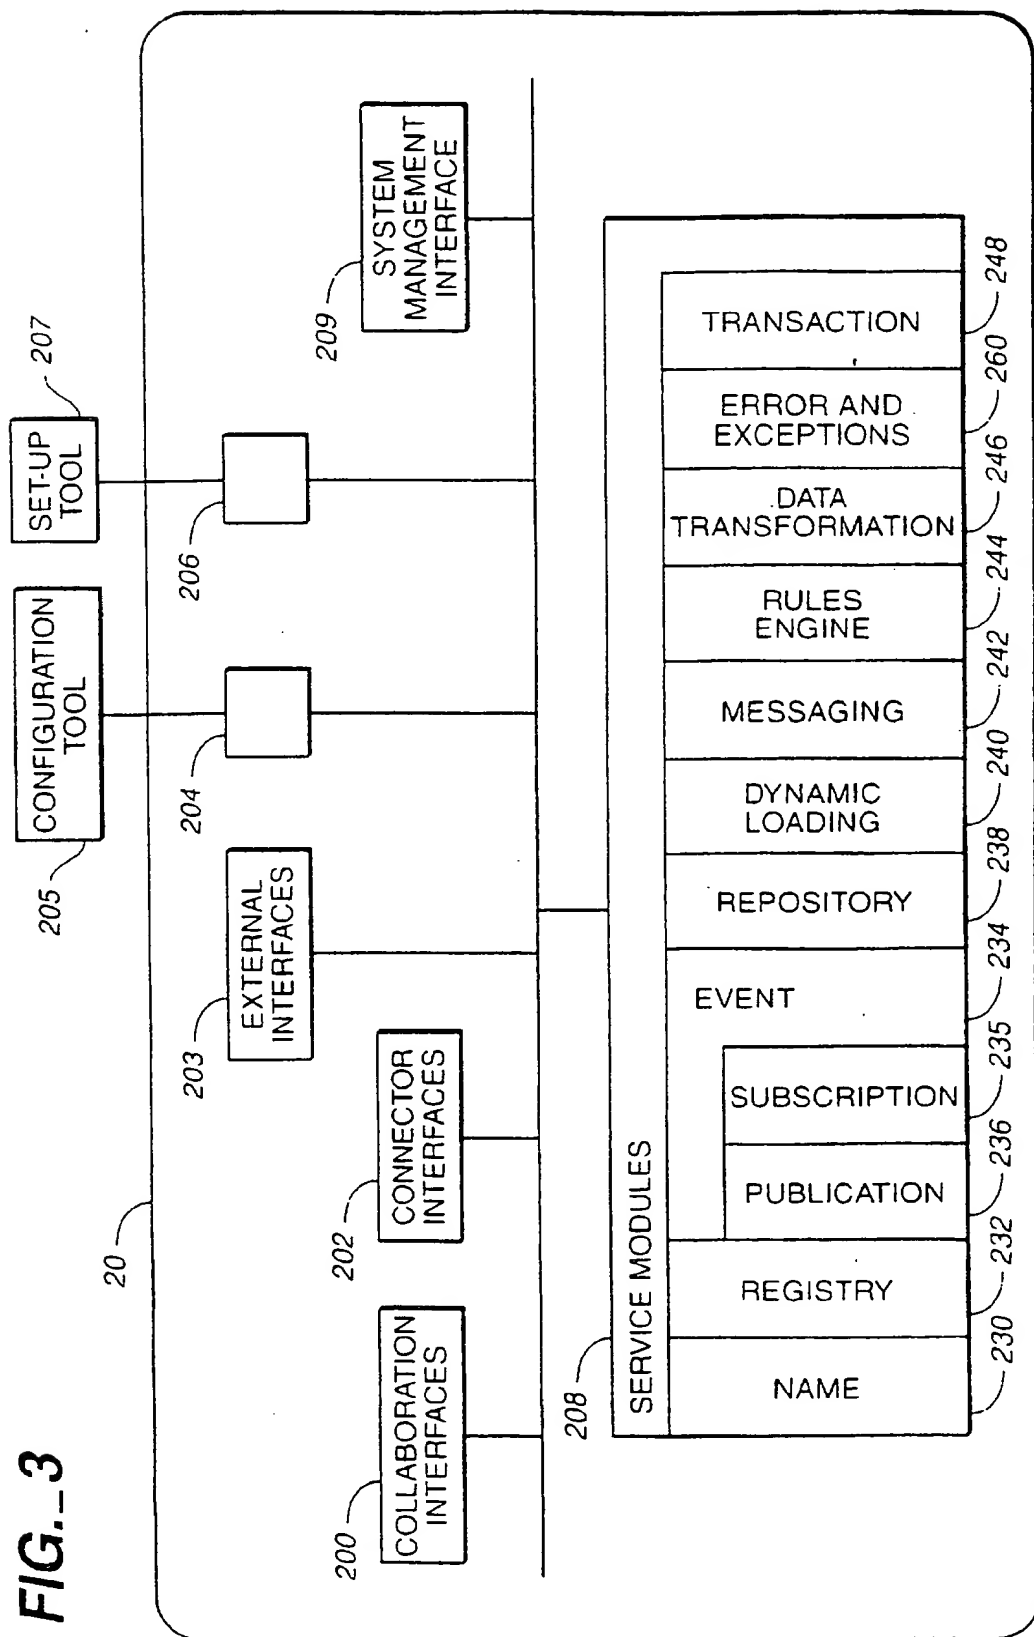 FIG._3
20
SET-UP
TOOL
207
CONFIGURATION
TOOL
205
206
204
EXTERNAL
INTERFACES
203
SYSTEM
MANAGEMENT
INTERFACE
209
CONNECTOR
INTERFACES
202
COLLABORATION
INTERFACES
200
208
SERVICE MODULES
NAME
230
REGISTRY
232
EVENT
234
PUBLICATION
236
SUBSCRIPTION
235
REPOSITORY
238
DYNAMIC
LOADING
240
MESSAGING
242
RULES
ENGINE
244
DATA
TRANSFORMATION
246
ERROR AND
EXCEPTIONS
260
TRANSACTION
248